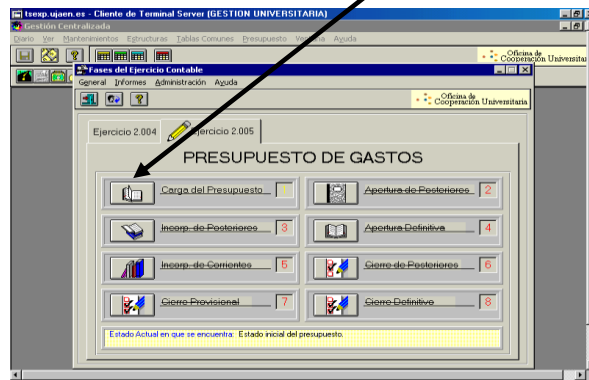 tsexp.ujaen.es - Cliente de Terminal Server (GESTION UNIVERSITARIA)
Gestión Centralizada
Diario Ver Mantenimientos Estructuras Tablas Comunes Presupuesto Ventana Ayuda
Oficina de
Cooperación Universitar
Fases del Ejercicio Contable
General Informes Administración Ayuda
Oficina de
Cooperación Universitaria
Ejercicio 2.004 Ejercicio 2.005
PRESUPUESTO DE GASTOS
Carga del Presupuesto 1 Apertura de Posteriores 2
Incorp. de Posteriores 3 Apertura Definitiva 4
Incorp. de Corrientes 5 Cierre de Posteriores 6
Cierre Provisional 7 Cierre Definitivo 8
Estado Actual en que se encuentra: Estado inicial del presupuesto.